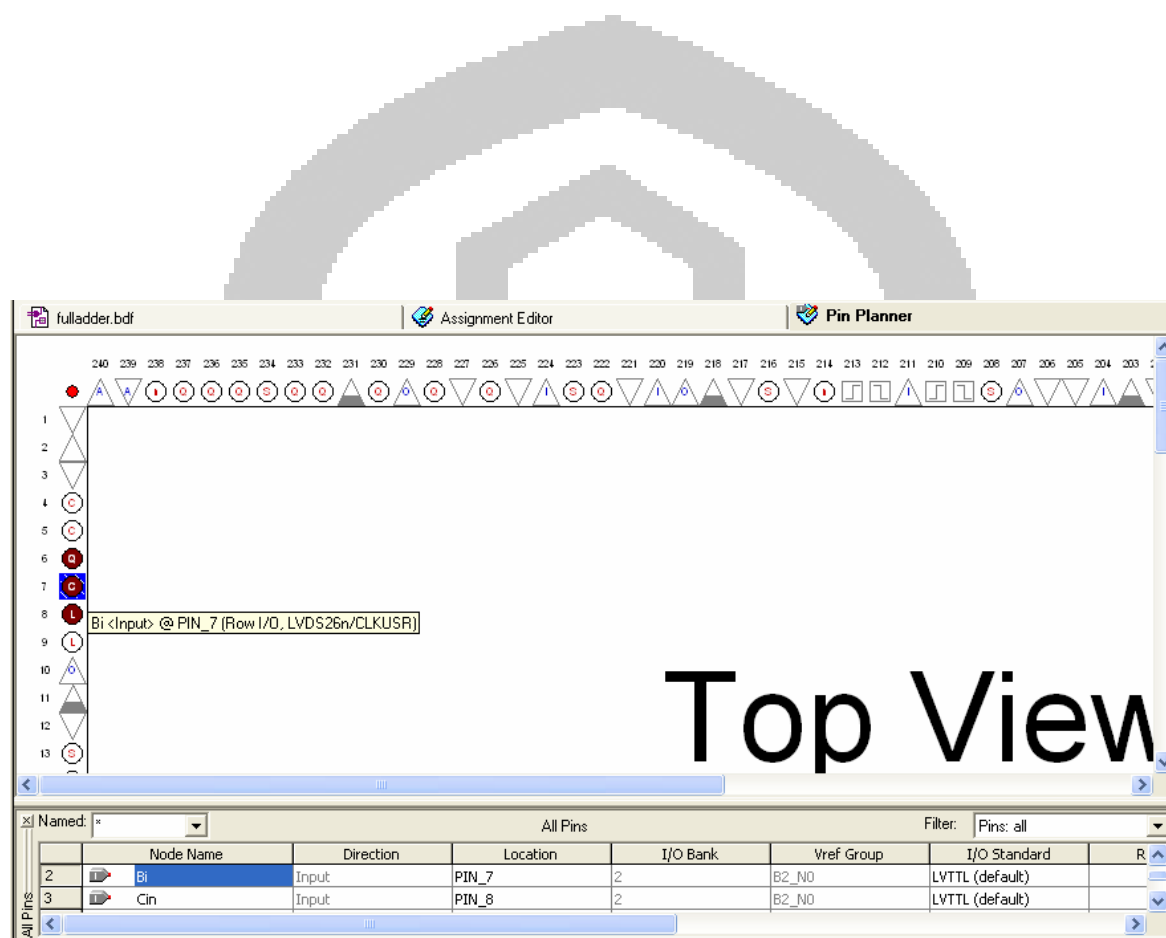 fulladder.bdf Assignment Editor Pin Planner
240 239 238 237 236 235 234 233 232 231 230 229 228 227 226 225 224 223 222 221 220 219 218 217 216 215 214 213 212 211 210 209 208 207 206 205 204 203
A A Q Q Q S Q Q Q O Q Q I S Q I O S I S O I
1
2
3
4 C
5 C
6 Q
7 C
8 L
Bi <Input> @ PIN_7 (Row I/O, LVDS26n/CLKUSR)
9 L
10 O
11
12
13 S
Top View
Named: * All Pins Filter: Pins: all
Node Name Direction Location I/O Bank Vref Group I/O Standard R
2 Bi Input PIN_7 2 B2_N0 LVTTL (default)
3 Cin Input PIN_8 2 B2_N0 LVTTL (default)
All Pins